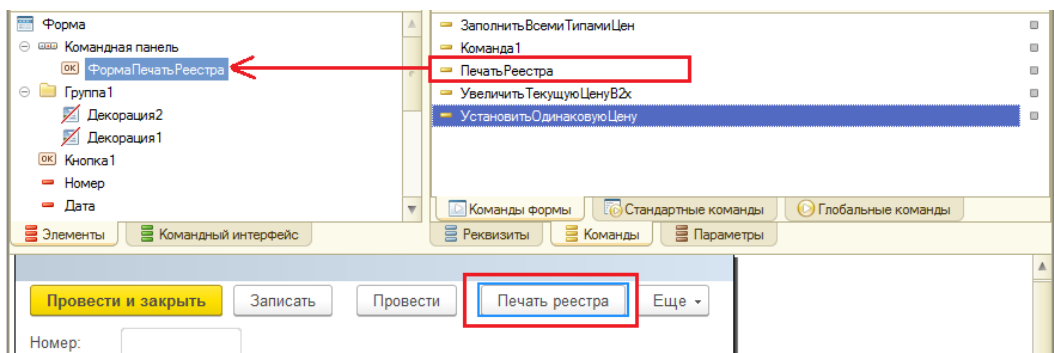 Форма
Командная панель
ФормаПечатьРеестра
Группа1
Декорация2
Декорация1
Кнопка1
Номер
Дата
Элементы
Командный интерфейс
ЗаполнитьВсемиТипамиЦен
Команда1
ПечатьРеестра
УвеличитьТекущуюЦенуВ2х
УстановитьОдинаковуюЦену
Команды формы
Стандартные команды
Глобальные команды
Реквизиты
Команды
Параметры
Провести и закрыть
Записать
Провести
Печать реестра
Еще
Номер: